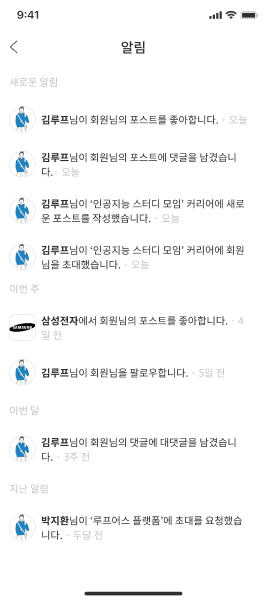 9:41
알림
새로운 알림
김루프님이 회원님의 포스트를 좋아합니다. · 오늘
김루프님이 회원님의 포스트에 댓글을 남겼습니
다. · 오늘
김루프님이 ‘인공지능 스터디 모임’ 커리어에 새로
운 포스트를 작성했습니다. · 오늘
김루프님이 ‘인공지능 스터디 모임’ 커리어에 회원
님을 초대했습니다. · 오늘
이번 주
SAMSUNG
삼성전자에서 회원님의 포스트를 좋아합니다. · 4
일 전
김루프님이 회원님을 팔로우합니다. · 5일 전
이번 달
김루프님이 회원님의 댓글에 대댓글을 남겼습니
다. · 3주 전
지난 알림
박지환님이 ‘루프어스 플랫폼’에 초대를 요청했습
니다. · 두달 전